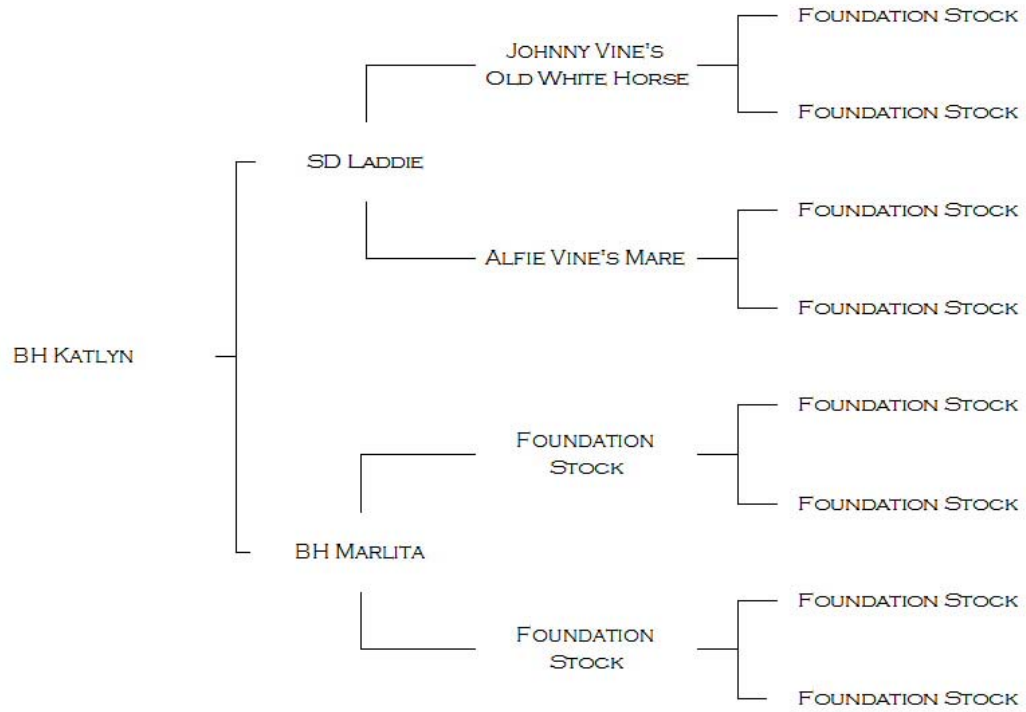 Foundation Stock
Johnny Vine's
Old White Horse
Foundation Stock
SD Laddie
Foundation Stock
Alfie Vine's Mare
Foundation Stock
BH Katlyn
Foundation Stock
Foundation
Stock
Foundation Stock
BH Marlita
Foundation Stock
Foundation
Stock
Foundation Stock